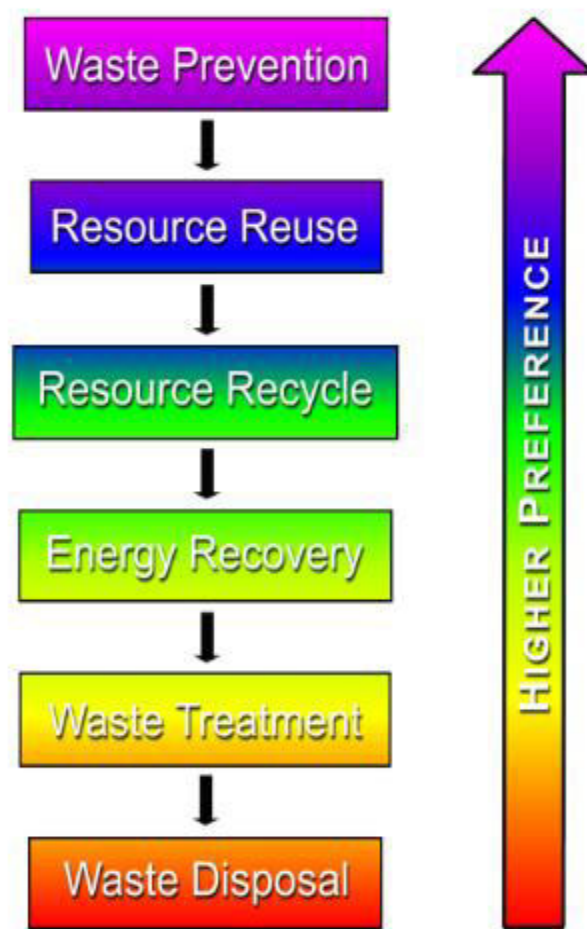 Waste Prevention
Resource Reuse
Resource Recycle
Energy Recovery
Waste Treatment
Waste Disposal
HIGHER PREFERENCE